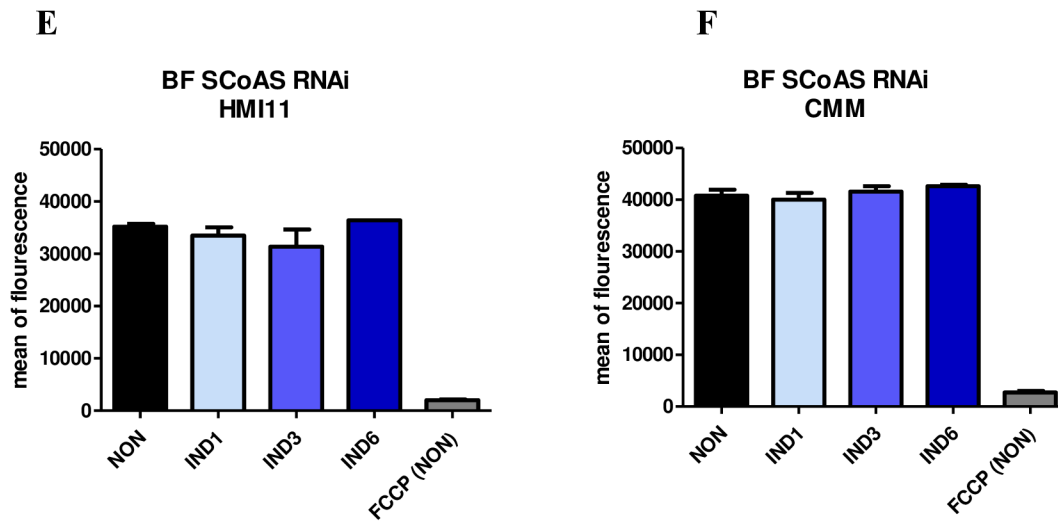 E
BF SCoAS RNAi
HMI11
mean of flourescence
50000
40000
30000
20000
10000
0
NON
IND1
IND3
IND6
FCCP (NON)
F
BF SCoAS RNAi
CMM
mean of flourescence
50000
40000
30000
20000
10000
0
NON
IND1
IND3
IND6
FCCP (NON)